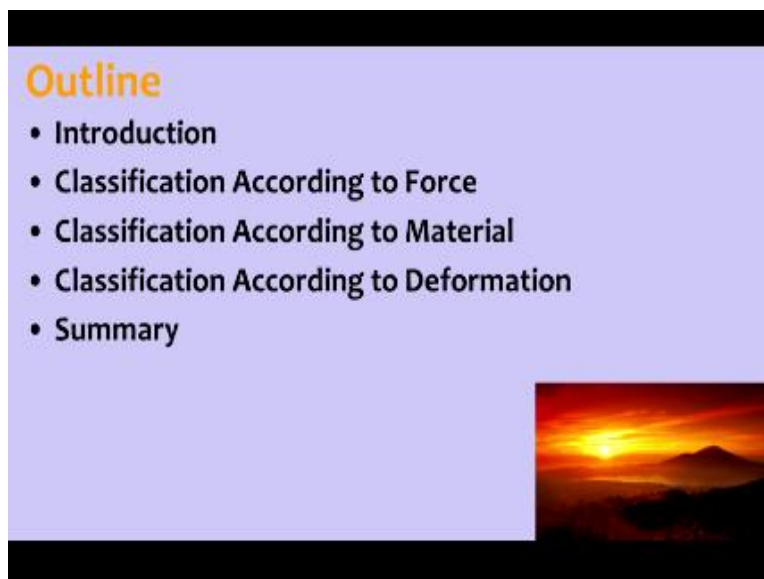 Outline
• Introduction
• Classification According to Force
• Classification According to Material
• Classification According to Deformation
• Summary